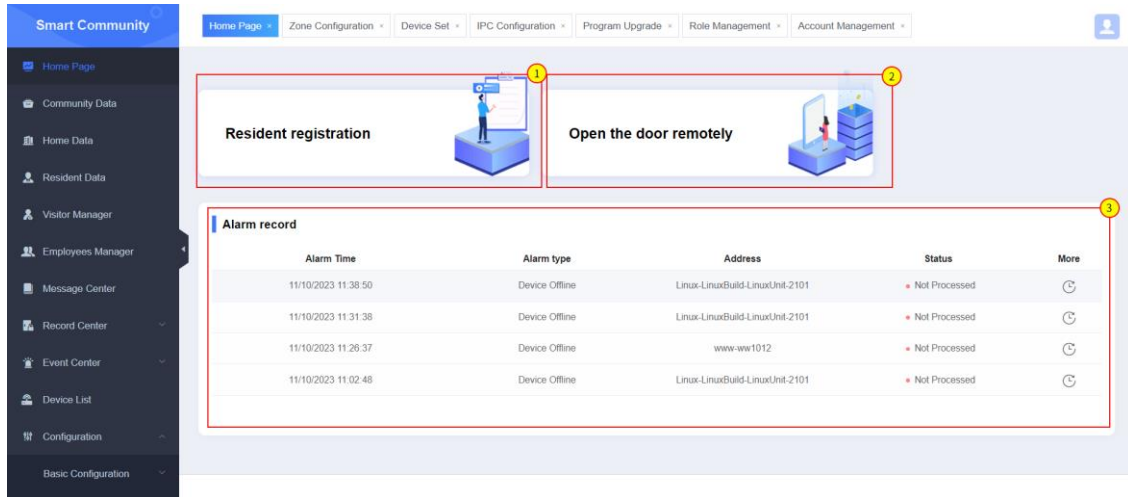 Smart Community
Home Page × Zone Configuration × Device Set × IPC Configuration × Program Upgrade × Role Management × Account Management ×
Home Page
Community Data
Home Data
Resident Data
Visitor Manager
Employees Manager
Message Center
Record Center
Event Center
Device List
Configuration
Basic Configuration
1
Resident registration
2
Open the door remotely
3
Alarm record
Alarm Time Alarm type Address Status More
11/10/2023 11:38:50 Device Offline Linux-LinuxBuild-LinuxUnit-2101 Not Processed
11/10/2023 11:31:38 Device Offline Linux-LinuxBuild-LinuxUnit-2101 Not Processed
11/10/2023 11:26:37 Device Offline www-ww1012 Not Processed
11/10/2023 11:02:48 Device Offline Linux-LinuxBuild-LinuxUnit-2101 Not Processed